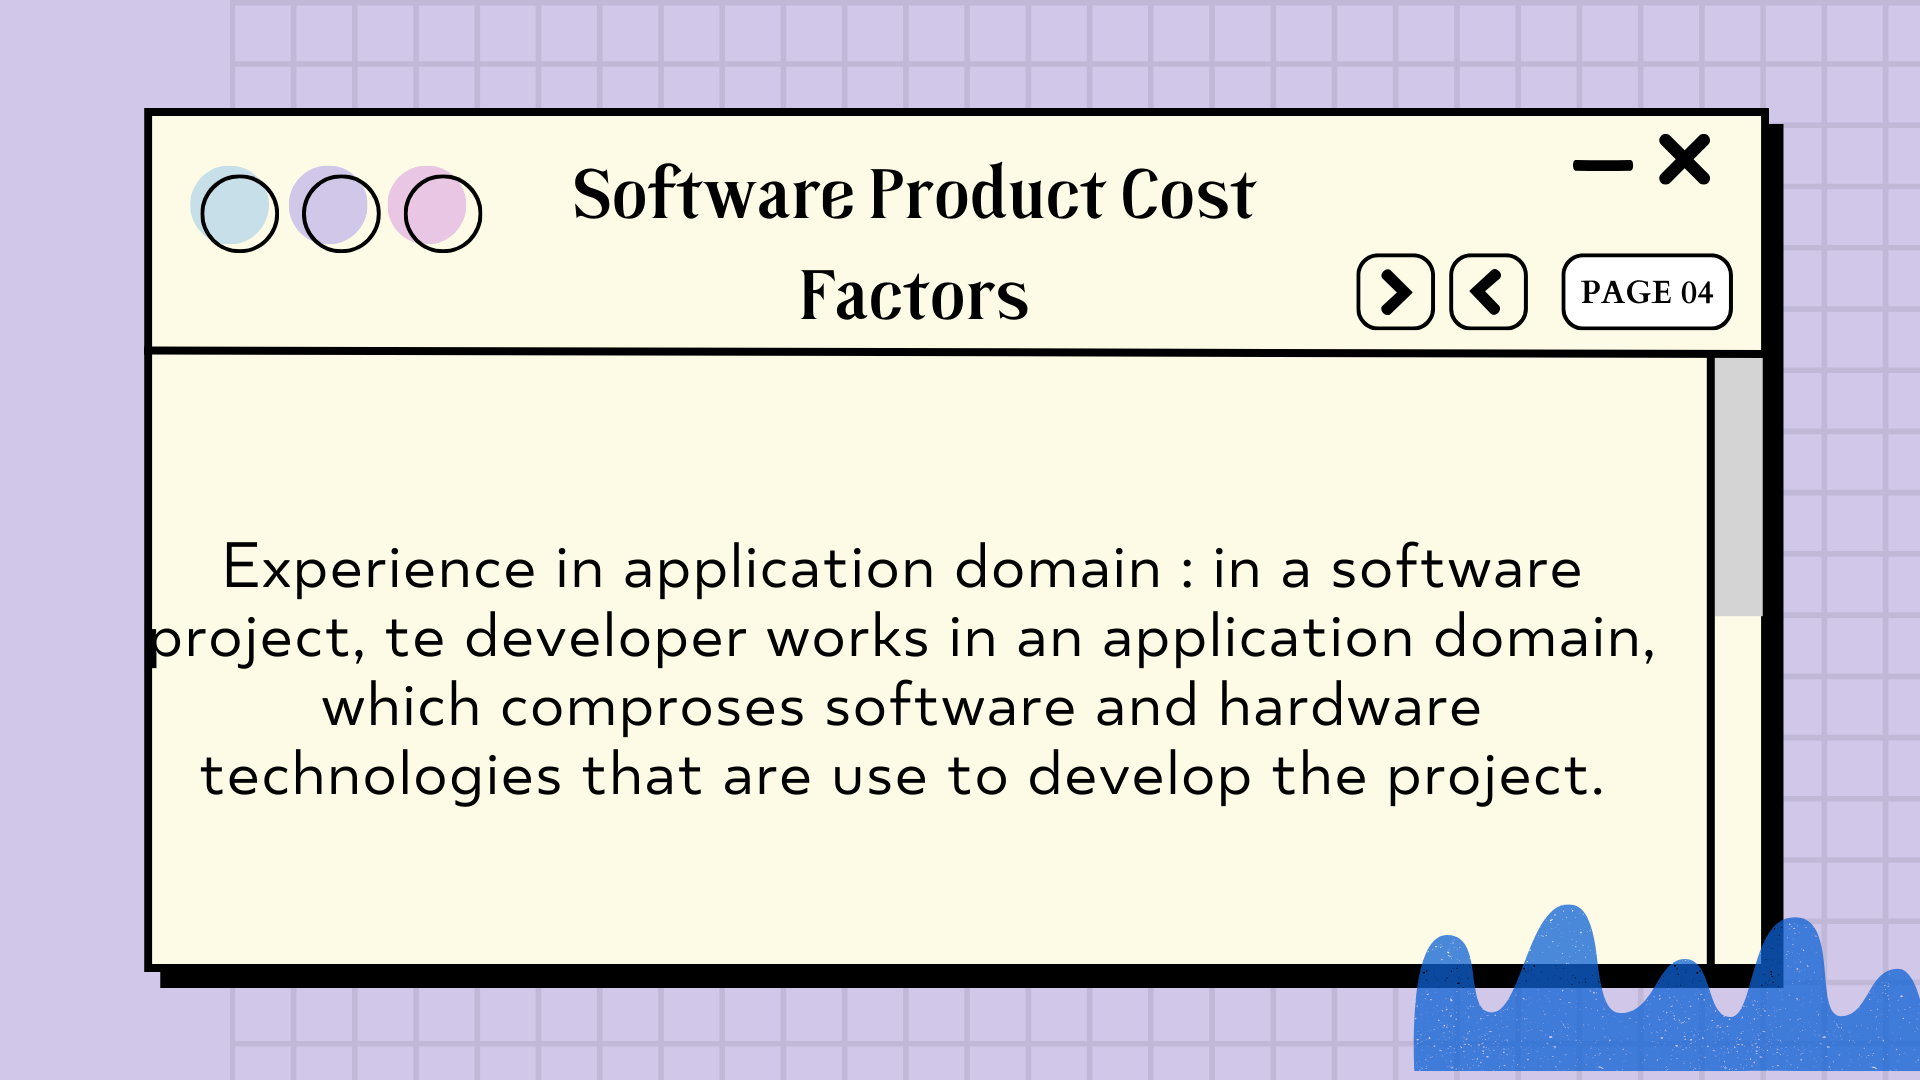 Software Product Cost
Factors
PAGE 04
Experience in application domain : in a software
project, te developer works in an application domain,
which comproses software and hardware
technologies that are use to develop the project.